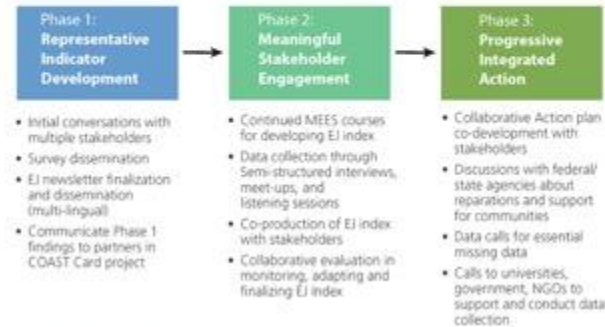 Phase 1:
Representative
Indicator
Development
• Initial conversations with
multiple stakeholders
• Survey dissemination
• EJ newsletter finalization
and dissemination
(multi-lingual)
• Communicate Phase 1
findings to partners in
COAST Card project
Phase 2:
Meaningful
Stakeholder
Engagement
• Continued MEES courses
for developing EJ index
• Data collection through
Semi-structured interviews,
meet-ups, and
listening sessions
• Co-production of EJ index
with stakeholders
• Collaborative evaluation in
monitoring, adapting and
finalizing EJ index
Phase 3:
Progressive
Integrated
Action
• Collaborative Action plan
co-development with
stakeholders
• Discussions with federal/
state agencies about
reparations and support
for communities
• Data calls for essential
missing data
• Calls to universities,
government, NGOs to
support and conduct data
collection